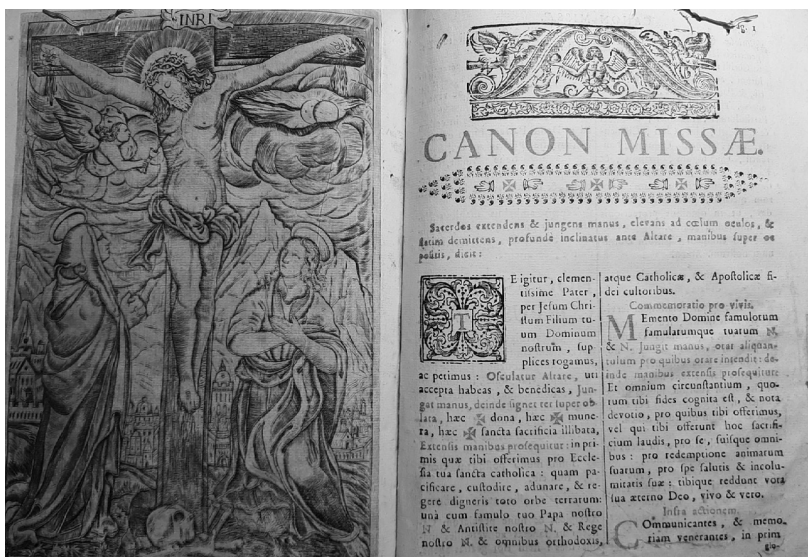 INRI
1
CANON MISSÆ.
Sacerdos extendens & jungens manus, elevans ad cœlum oculos, &
statim demittens, profunde inclinatus ante Altare, manibus super eo
positis, dicit:
TE igitur, clemen-
tissime Pater,
per Jesum Chri-
stum Filium tu-
um Dominum
nostrum, sup
plices rogamus,
ac petimus: Osculatur Altare, uti
accepta habeas, & benedicas, Jun-
gat manus, deinde signet ter super ob-
lata, hæc ✠ dona, hæc ✠ mune-
ra, hæc ✠ sancta sacrificia illibata,
Extensis manibus prosequitur: in pri-
mis quæ tibi offerimus pro Eccle-
sia tua sancta catholica: quam pa-
cificare, custodire, adunare, & re-
gere digneris toto orbe terrarum:
unà cum famulo tuo Papa nostro
N & Antistite nostro N. & Rege
nostro N. & omnibus orthodoxis,
atque Catholicæ, & Apostolicæ fi-
dei cultoribus.
Commemoratio pro vivis.
MEmento Domine famulorum
famularumque tuarum N.
& N. Jungit manus, orat aliquan-
tulum pro quibus orare intendit: de-
inde manibus extensis prosequitur
Et omnium circunstantium, quo-
rum tibi fides cognita est, & nota
devotio, pro quibus tibi offerimus,
vel qui tibi offerunt hoc sacrifi-
cium laudis, pro se, suisque omni-
bus: pro redemptione animarum
suarum, pro spe salutis & incolu-
mitatis suæ: tibique reddunt vota
sua æterno Deo, vivo & vero.
Infra actionem.
COmmunicantes, & memo-
riam venerantes, in prim